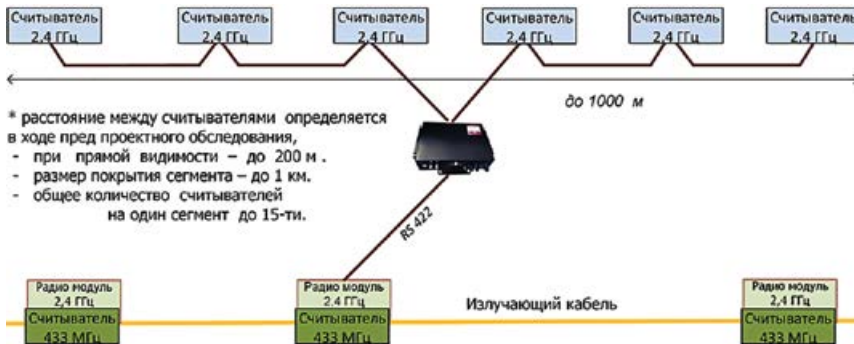 Считыватель
2,4 ГГц
Считыватель
2,4 ГГц
Считыватель
2,4 ГГц
Считыватель
2,4 ГГц
Считыватель
2,4 ГГц
Считыватель
2,4 ГГц
до 1000 м
* расстояние между считывателями определяется
в ходе пред проектного обследования,
- при прямой видимости – до 200 м .
- размер покрытия сегмента – до 1 км.
- общее количество считывателей
на один сегмент до 15-ти.
RS 422
Радио модуль
2,4 ГГц
Считыватель
433 МГц
Радио модуль
2,4 ГГц
Считыватель
433 МГц
Излучающий кабель
Радио модуль
2,4 ГГц
Считыватель
433 МГц